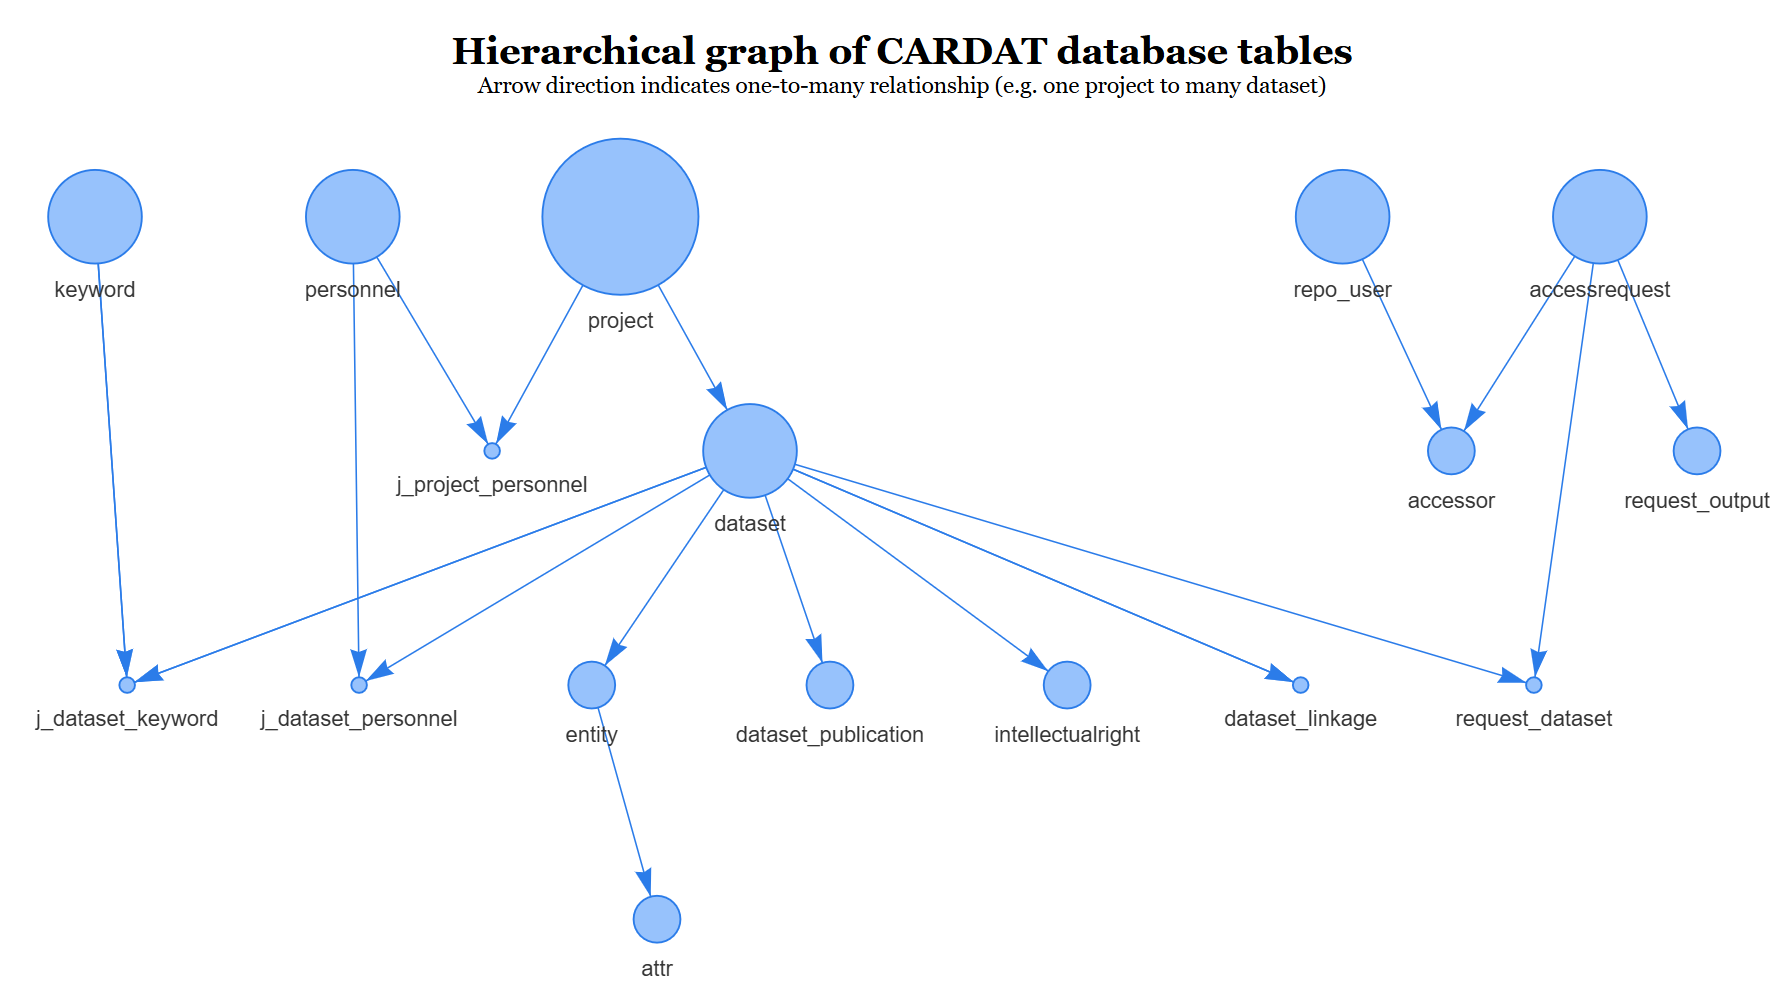 Hierarchical graph of CARDAT database tables
Arrow direction indicates one-to-many relationship (e.g. one project to many dataset)
keyword
personnel
project
repo_user
accessrequest
j_project_personnel
dataset
accessor
request_output
j_dataset_keyword
j_dataset_personnel
entity
dataset_publication
intellectualright
dataset_linkage
request_dataset
attr